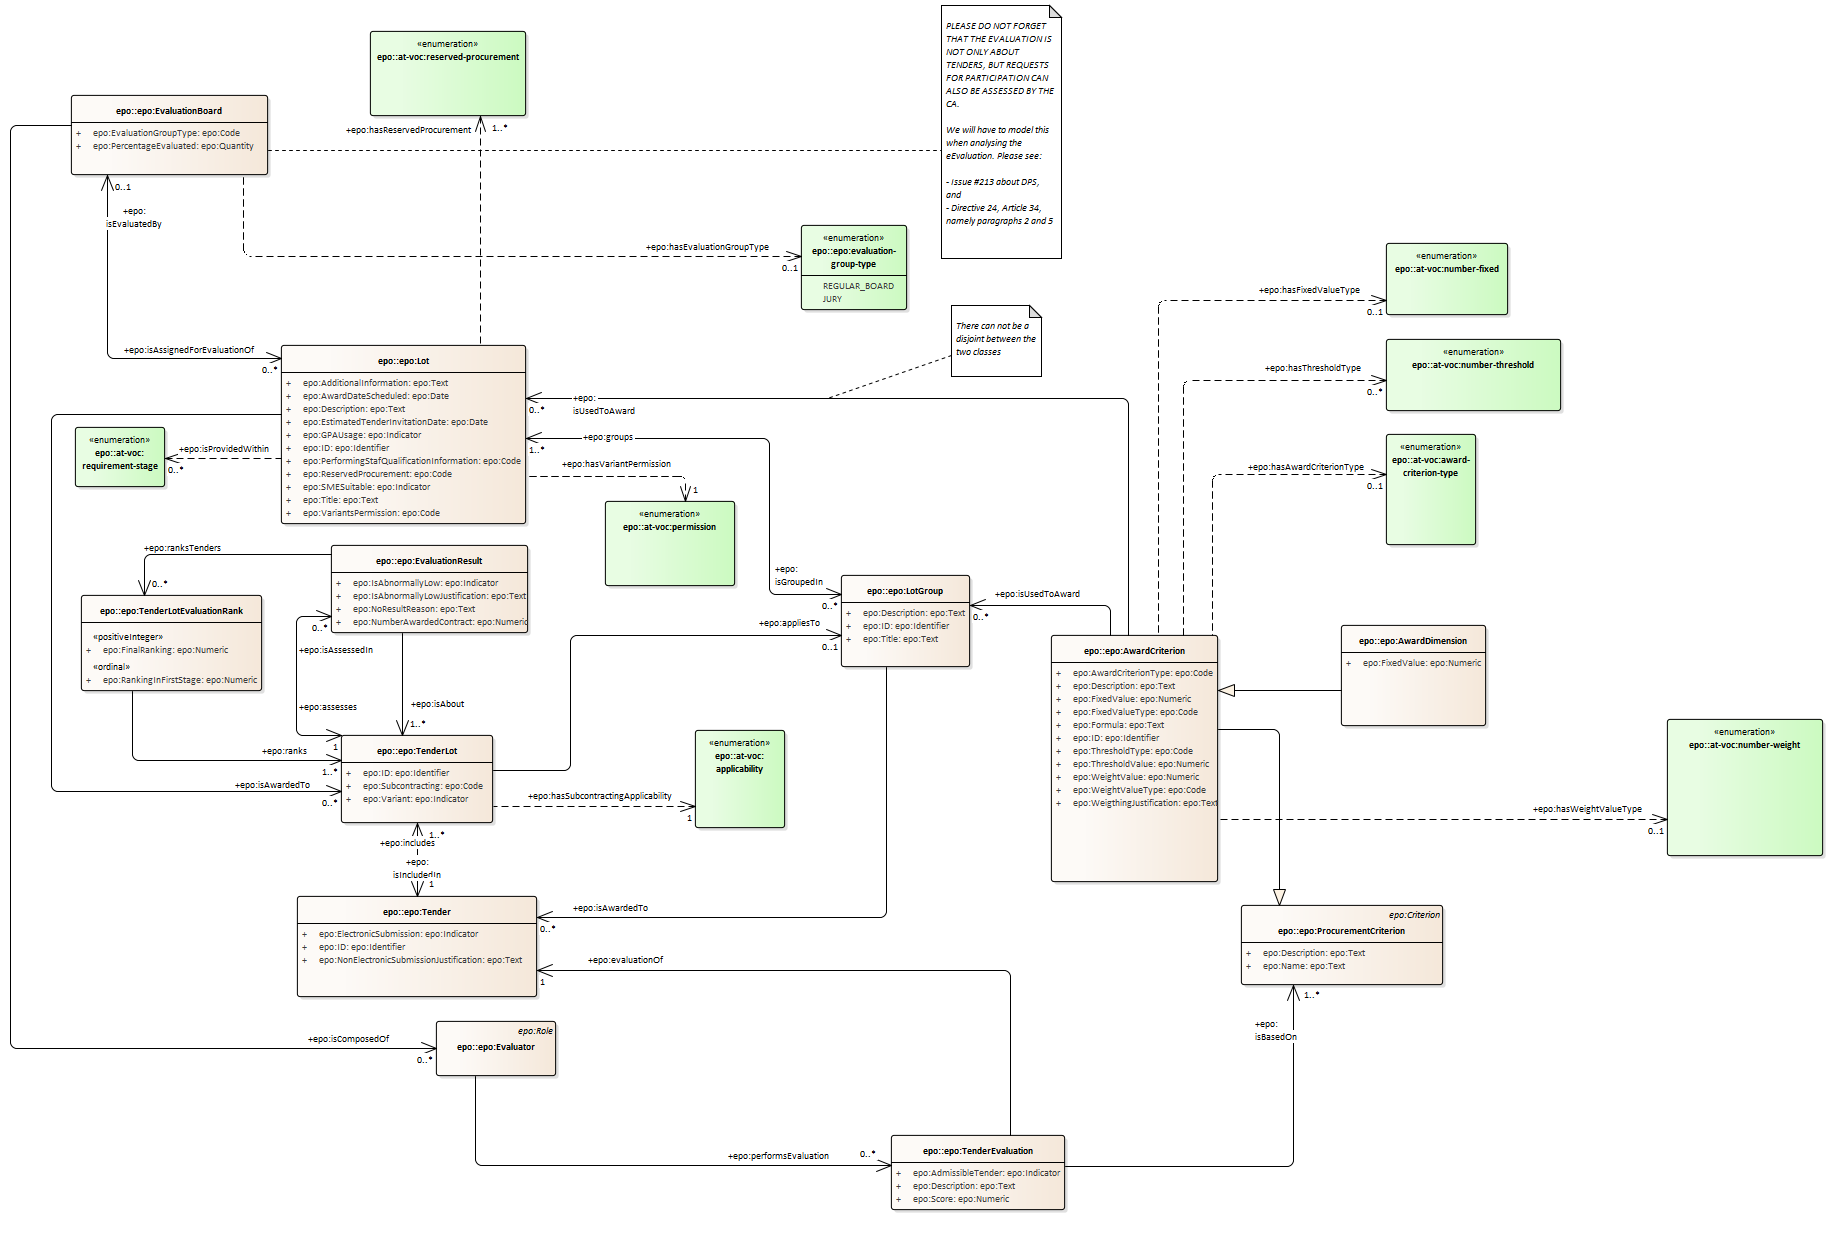 «enumeration»
epo::at-voc:reserved-procurement
PLEASE DO NOT FORGET
THAT THE EVALUATION IS
NOT ONLY ABOUT
TENDERS, BUT REQUESTS
FOR PARTICIPATION CAN
ALSO BE ASSESSED BY THE
CA.
We will have to model this
when analysing the
eEvaluation. Please see:
- Issue #213 about DPS,
and
- Directive 24, Article 34,
namely paragraphs 2 and 5
epo::epo:EvaluationBoard
+ epo:EvaluationGroupType: epo:Code
+ epo:PercentageEvaluated: epo:Quantity
+epo:hasReservedProcurement
1..*
0..1
+epo:
isEvaluatedBy
+epo:hasEvaluationGroupType
0..1
«enumeration»
epo::epo:evaluation-
group-type
REGULAR_BOARD
JURY
«enumeration»
epo::at-voc:number-fixed
+epo:hasFixedValueType
0..1
There can not be a
disjoint between the
two classes
+epo:isAssignedForEvaluationOf
0..*
epo::epo:Lot
+ epo:AdditionalInformation: epo:Text
+ epo:AwardDateScheduled: epo:Date
+ epo:Description: epo:Text
+ epo:EstimatedTenderInvitationDate: epo:Date
+ epo:GPAUsage: epo:Indicator
+ epo:ID: epo:Identifier
+ epo:PerformingStafQualificationInformation: epo:Code
+ epo:ReservedProcurement: epo:Code
+ epo:SMESuitable: epo:Indicator
+ epo:Title: epo:Text
+ epo:VariantsPermission: epo:Code
«enumeration»
epo::at-voc:number-threshold
+epo:hasThresholdType
0..*
+epo:
isUsedToAward
0..*
+epo:groups
1..*
+epo:hasVariantPermission
1
«enumeration»
epo::at-voc:
requirement-stage
+epo:isProvidedWithin
0..*
«enumeration»
epo::at-voc:award-
criterion-type
+epo:hasAwardCriterionType
0..1
«enumeration»
epo::at-voc:permission
+epo:ranksTenders
0..*
epo::epo:EvaluationResult
+ epo:IsAbnormallyLow: epo:Indicator
+ epo:IsAbnormallyLowJustification: epo:Text
+ epo:NoResultReason: epo:Text
+ epo:NumberAwardedContract: epo:Numeric
+epo:
isGroupedIn
0..*
epo::epo:LotGroup
+ epo:Description: epo:Text
+ epo:ID: epo:Identifier
+ epo:Title: epo:Text
+epo:isUsedToAward
0..*
epo::epo:TenderLotEvaluationRank
«positiveInteger»
+ epo:FinalRanking: epo:Numeric
«ordinal»
+ epo:RankingInFirstStage: epo:Numeric
0..*
+epo:isAssessedIn
+epo:appliesTo
0..1
+epo:assesses
1
+epo:isAbout
1..*
epo::epo:AwardCriterion
+ epo:AwardCriterionType: epo:Code
+ epo:Description: epo:Text
+ epo:FixedValue: epo:Numeric
+ epo:FixedValueType: epo:Code
+ epo:Formula: epo:Text
+ epo:ID: epo:Identifier
+ epo:ThresholdType: epo:Code
+ epo:ThresholdValue: epo:Numeric
+ epo:WeightValue: epo:Numeric
+ epo:WeightValueType: epo:Code
+ epo:WeigthingJustification: epo:Text
epo::epo:AwardDimension
+ epo:FixedValue: epo:Numeric
+epo:ranks
1..*
epo::epo:TenderLot
+ epo:ID: epo:Identifier
+ epo:Subcontracting: epo:Code
+ epo:Variant: epo:Indicator
+epo:isAwardedTo
0..*
+epo:hasSubcontractingApplicability
1
«enumeration»
epo::at-voc:
applicability
«enumeration»
epo::at-voc:number-weight
+epo:hasWeightValueType
0..1
1..*
+epo:includes
+epo:
isIncludedIn
1
epo::epo:Tender
+ epo:ElectronicSubmission: epo:Indicator
+ epo:ID: epo:Identifier
+ epo:NonElectronicSubmissionJustification: epo:Text
+epo:isAwardedTo
0..*
+epo:evaluationOf
1
epo:Criterion
epo::epo:ProcurementCriterion
+ epo:Description: epo:Text
+ epo:Name: epo:Text
1..*
+epo:
isBasedOn
+epo:isComposedOf
0..*
epo:Role
epo::epo:Evaluator
+epo:performsEvaluation
0..*
epo::epo:TenderEvaluation
+ epo:AdmissibleTender: epo:Indicator
+ epo:Description: epo:Text
+ epo:Score: epo:Numeric